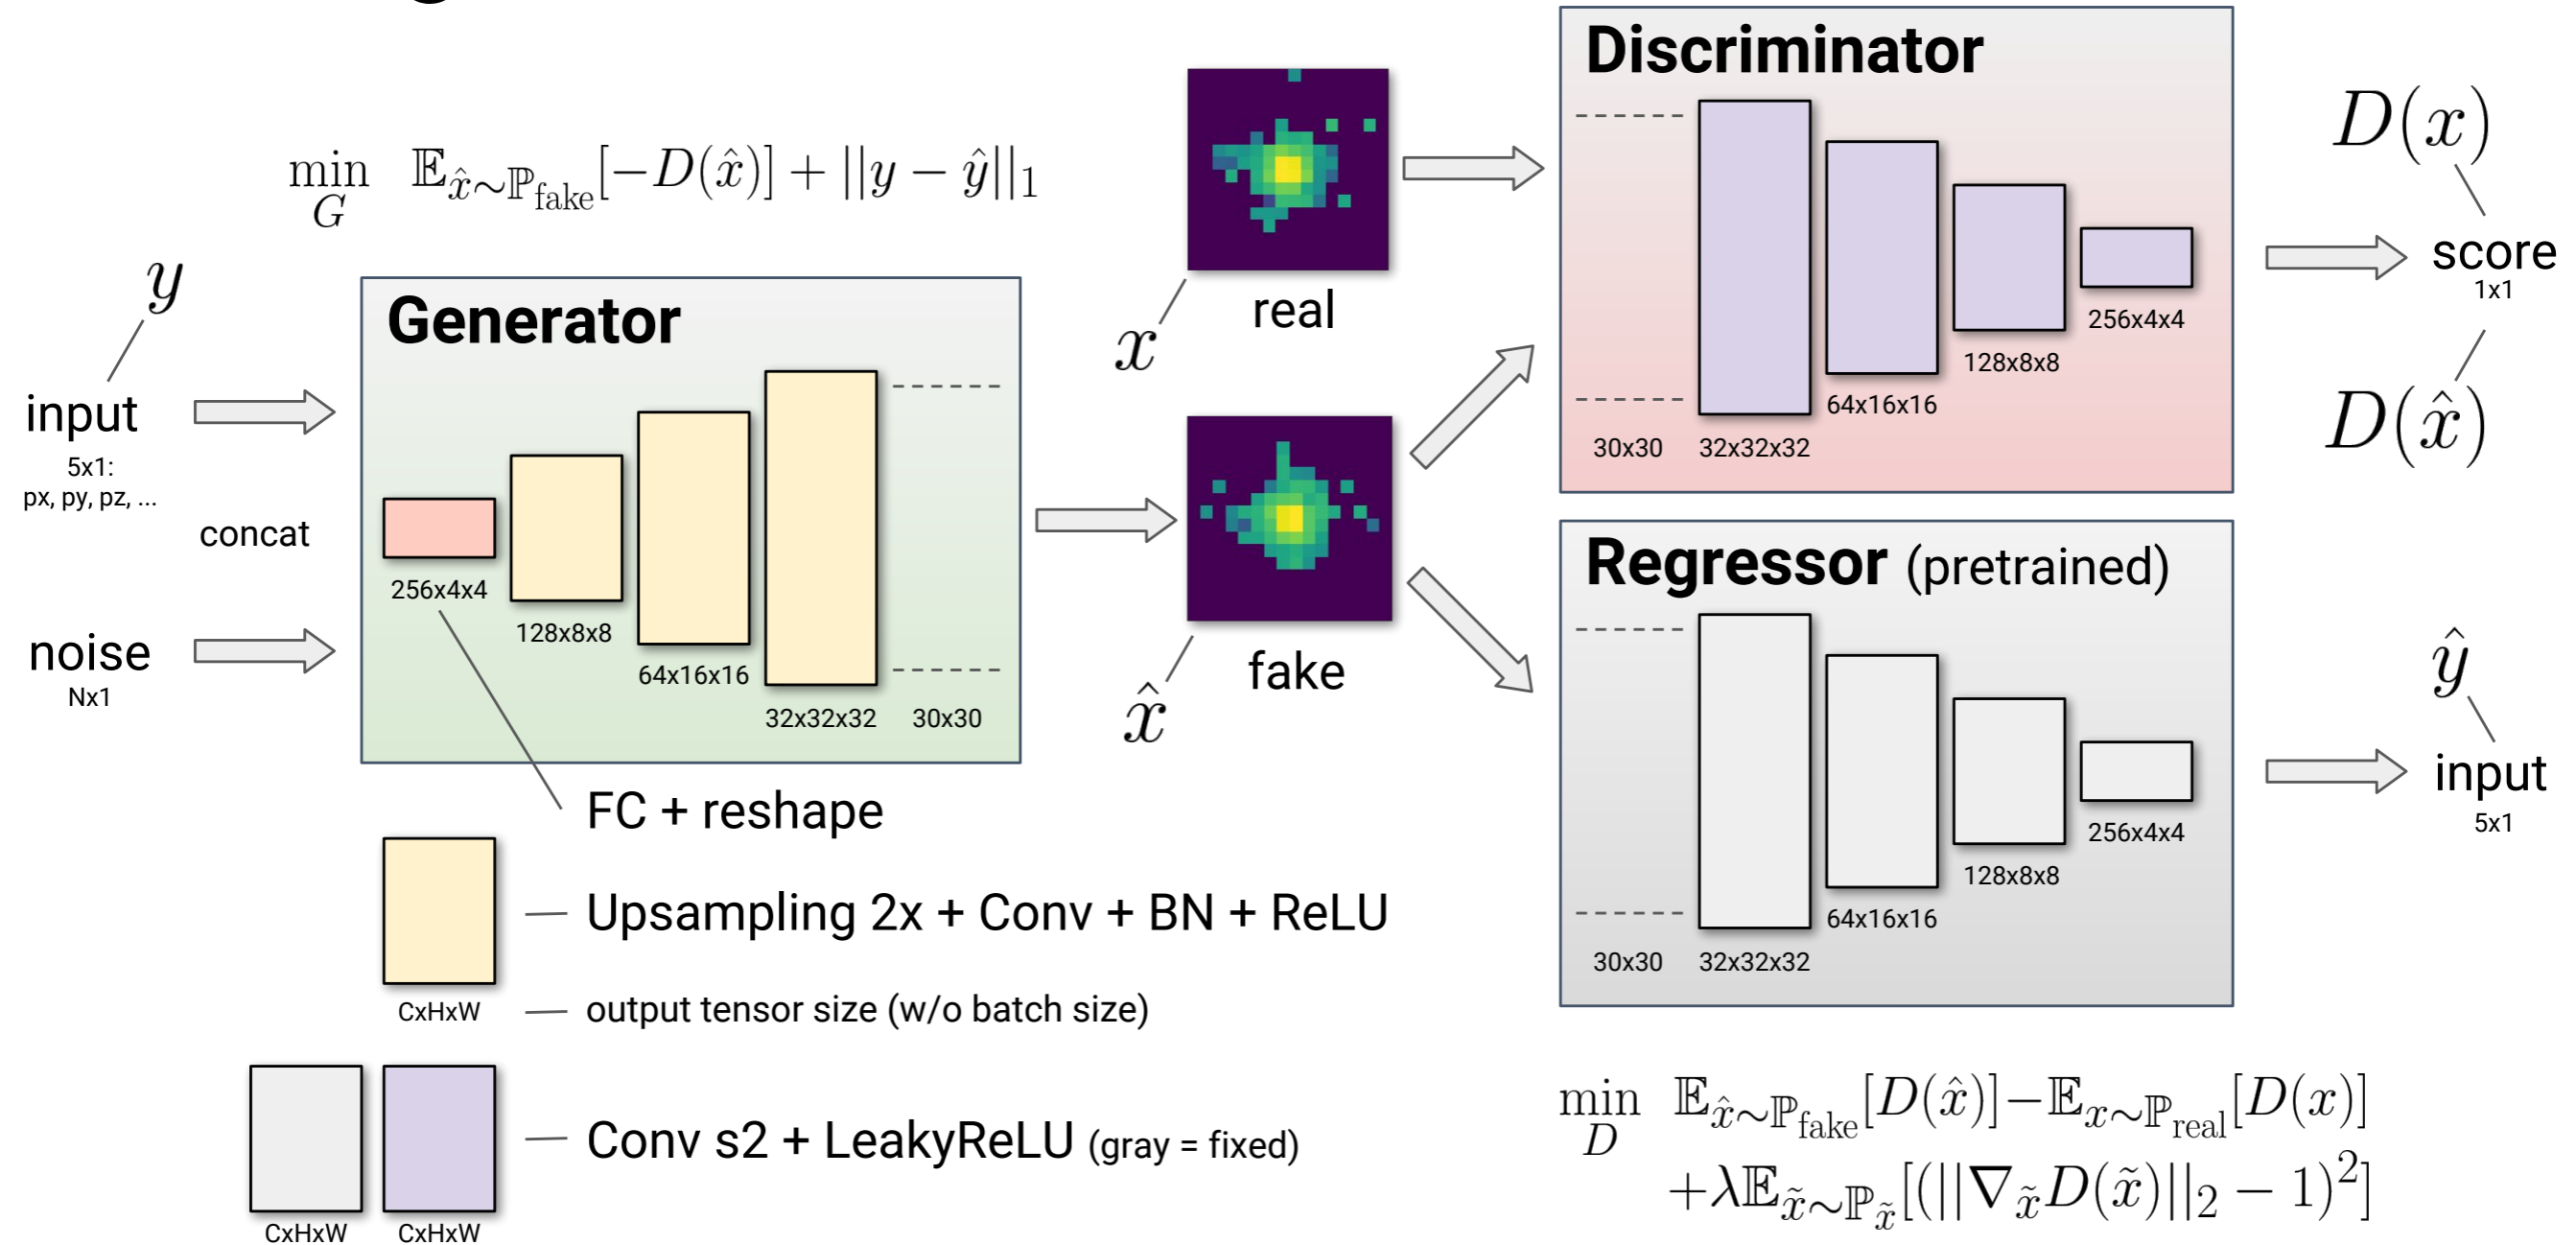 Discriminator
D(x)
min_G 𝔼_{x̂∼ℙ_fake}[−D(x̂)] + ||y − ŷ||_1
y
Generator
input
5x1:
px, py, pz, ...
concat
noise
Nx1
256x4x4
128x8x8
64x16x16
32x32x32
30x30
real
x
fake
x̂
30x30
32x32x32
64x16x16
128x8x8
256x4x4
score
1x1
D(x̂)
Regressor (pretrained)
30x30
32x32x32
64x16x16
128x8x8
256x4x4
ŷ
input
5x1
FC + reshape
Upsampling 2x + Conv + BN + ReLU
CxHxW
output tensor size (w/o batch size)
Conv s2 + LeakyReLU (gray = fixed)
CxHxW
CxHxW
min_D 𝔼_{x̂∼ℙ_fake}[D(x̂)]−𝔼_{x∼ℙ_real}[D(x)]
+λ𝔼_{x̃∼ℙ_x̃}[(||∇_x̃ D(x̃)||_2 − 1)^2]